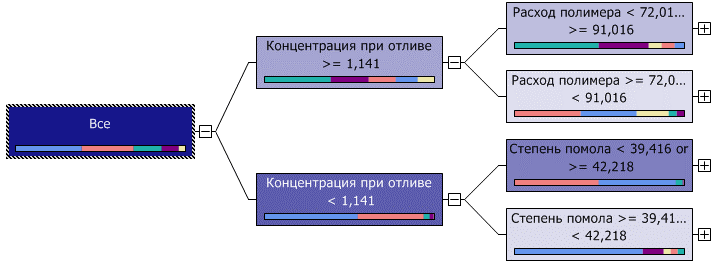 Все
Концентрация при отливе
>= 1,141
Концентрация при отливе
< 1,141
Расход полимера < 72,01...
>= 91,016
Расход полимера >= 72,0...
< 91,016
Степень помола < 39,416 or
>= 42,218
Степень помола >= 39,41...
< 42,218